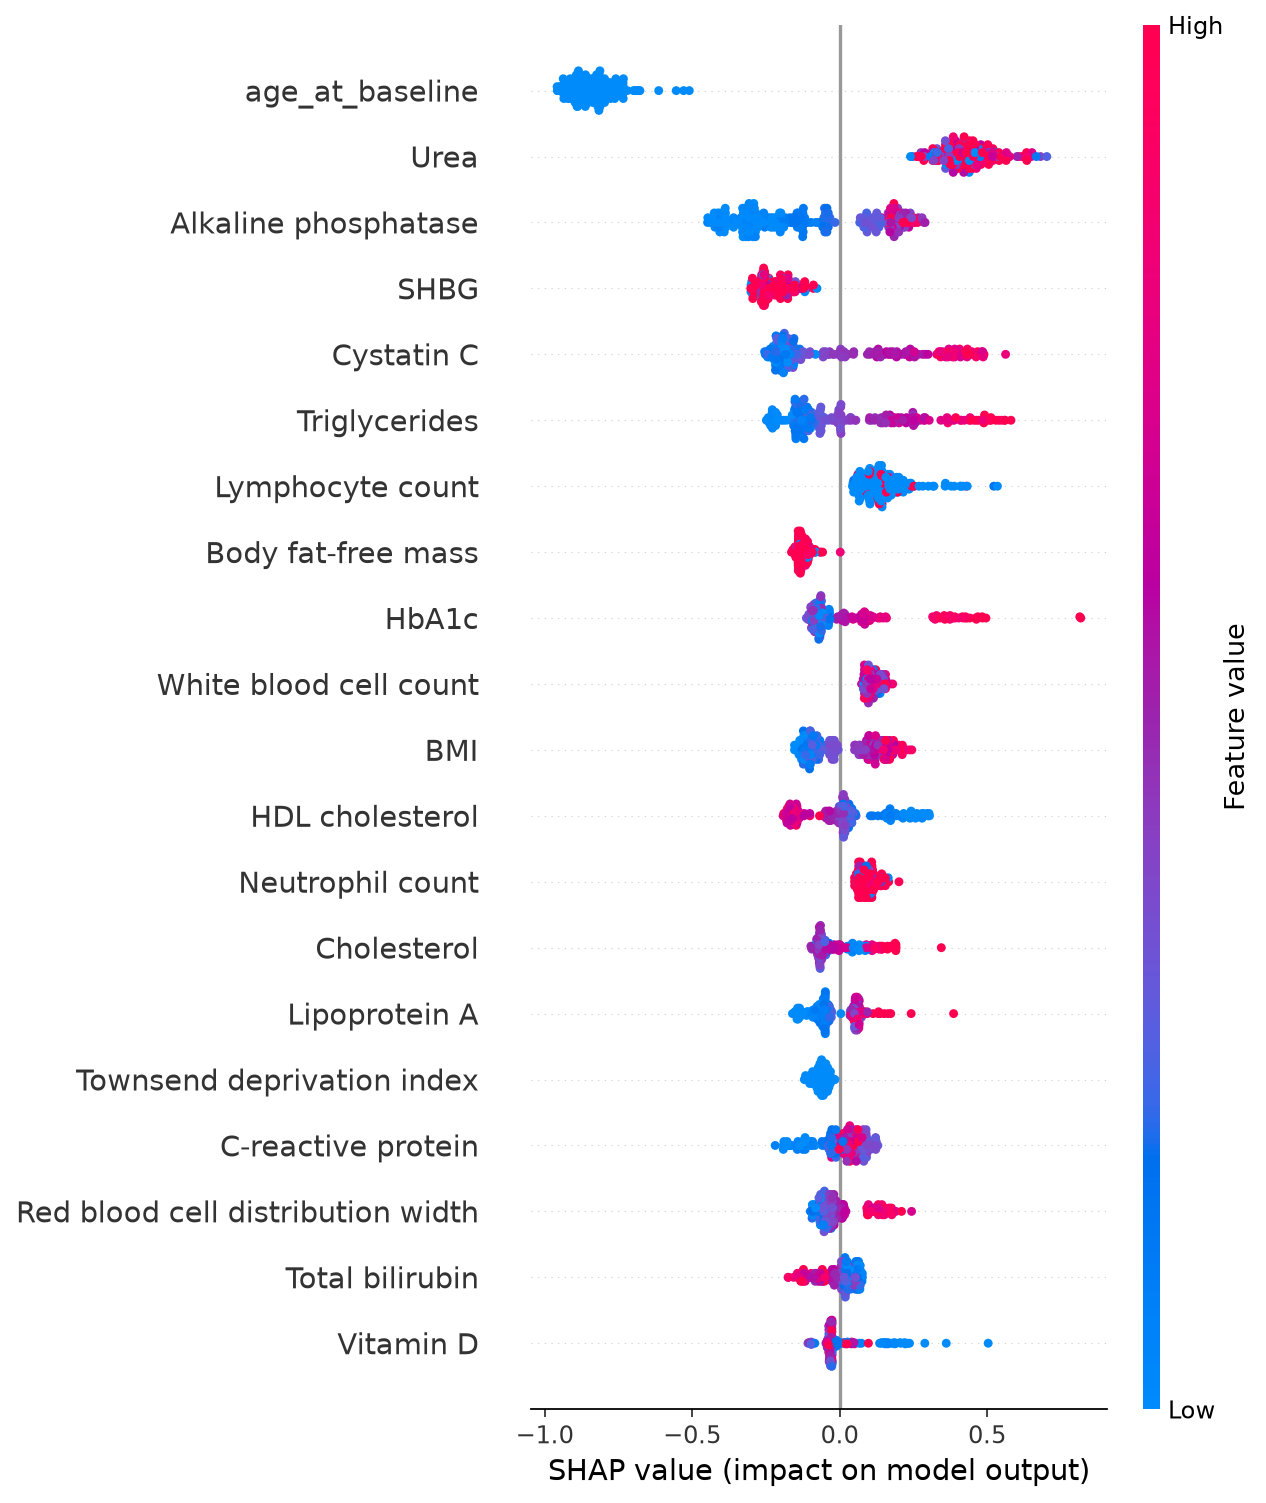 High
age_at_baseline
Urea
Alkaline phosphatase
SHBG
Cystatin C
Triglycerides
Lymphocyte count
Body fat-free mass
HbA1c
White blood cell count
BMI
HDL cholesterol
Neutrophil count
Cholesterol
Lipoprotein A
Townsend deprivation index
C-reactive protein
Red blood cell distribution width
Total bilirubin
Vitamin D
Feature value
Low
−1.0 −0.5 0.0 0.5
SHAP value (impact on model output)